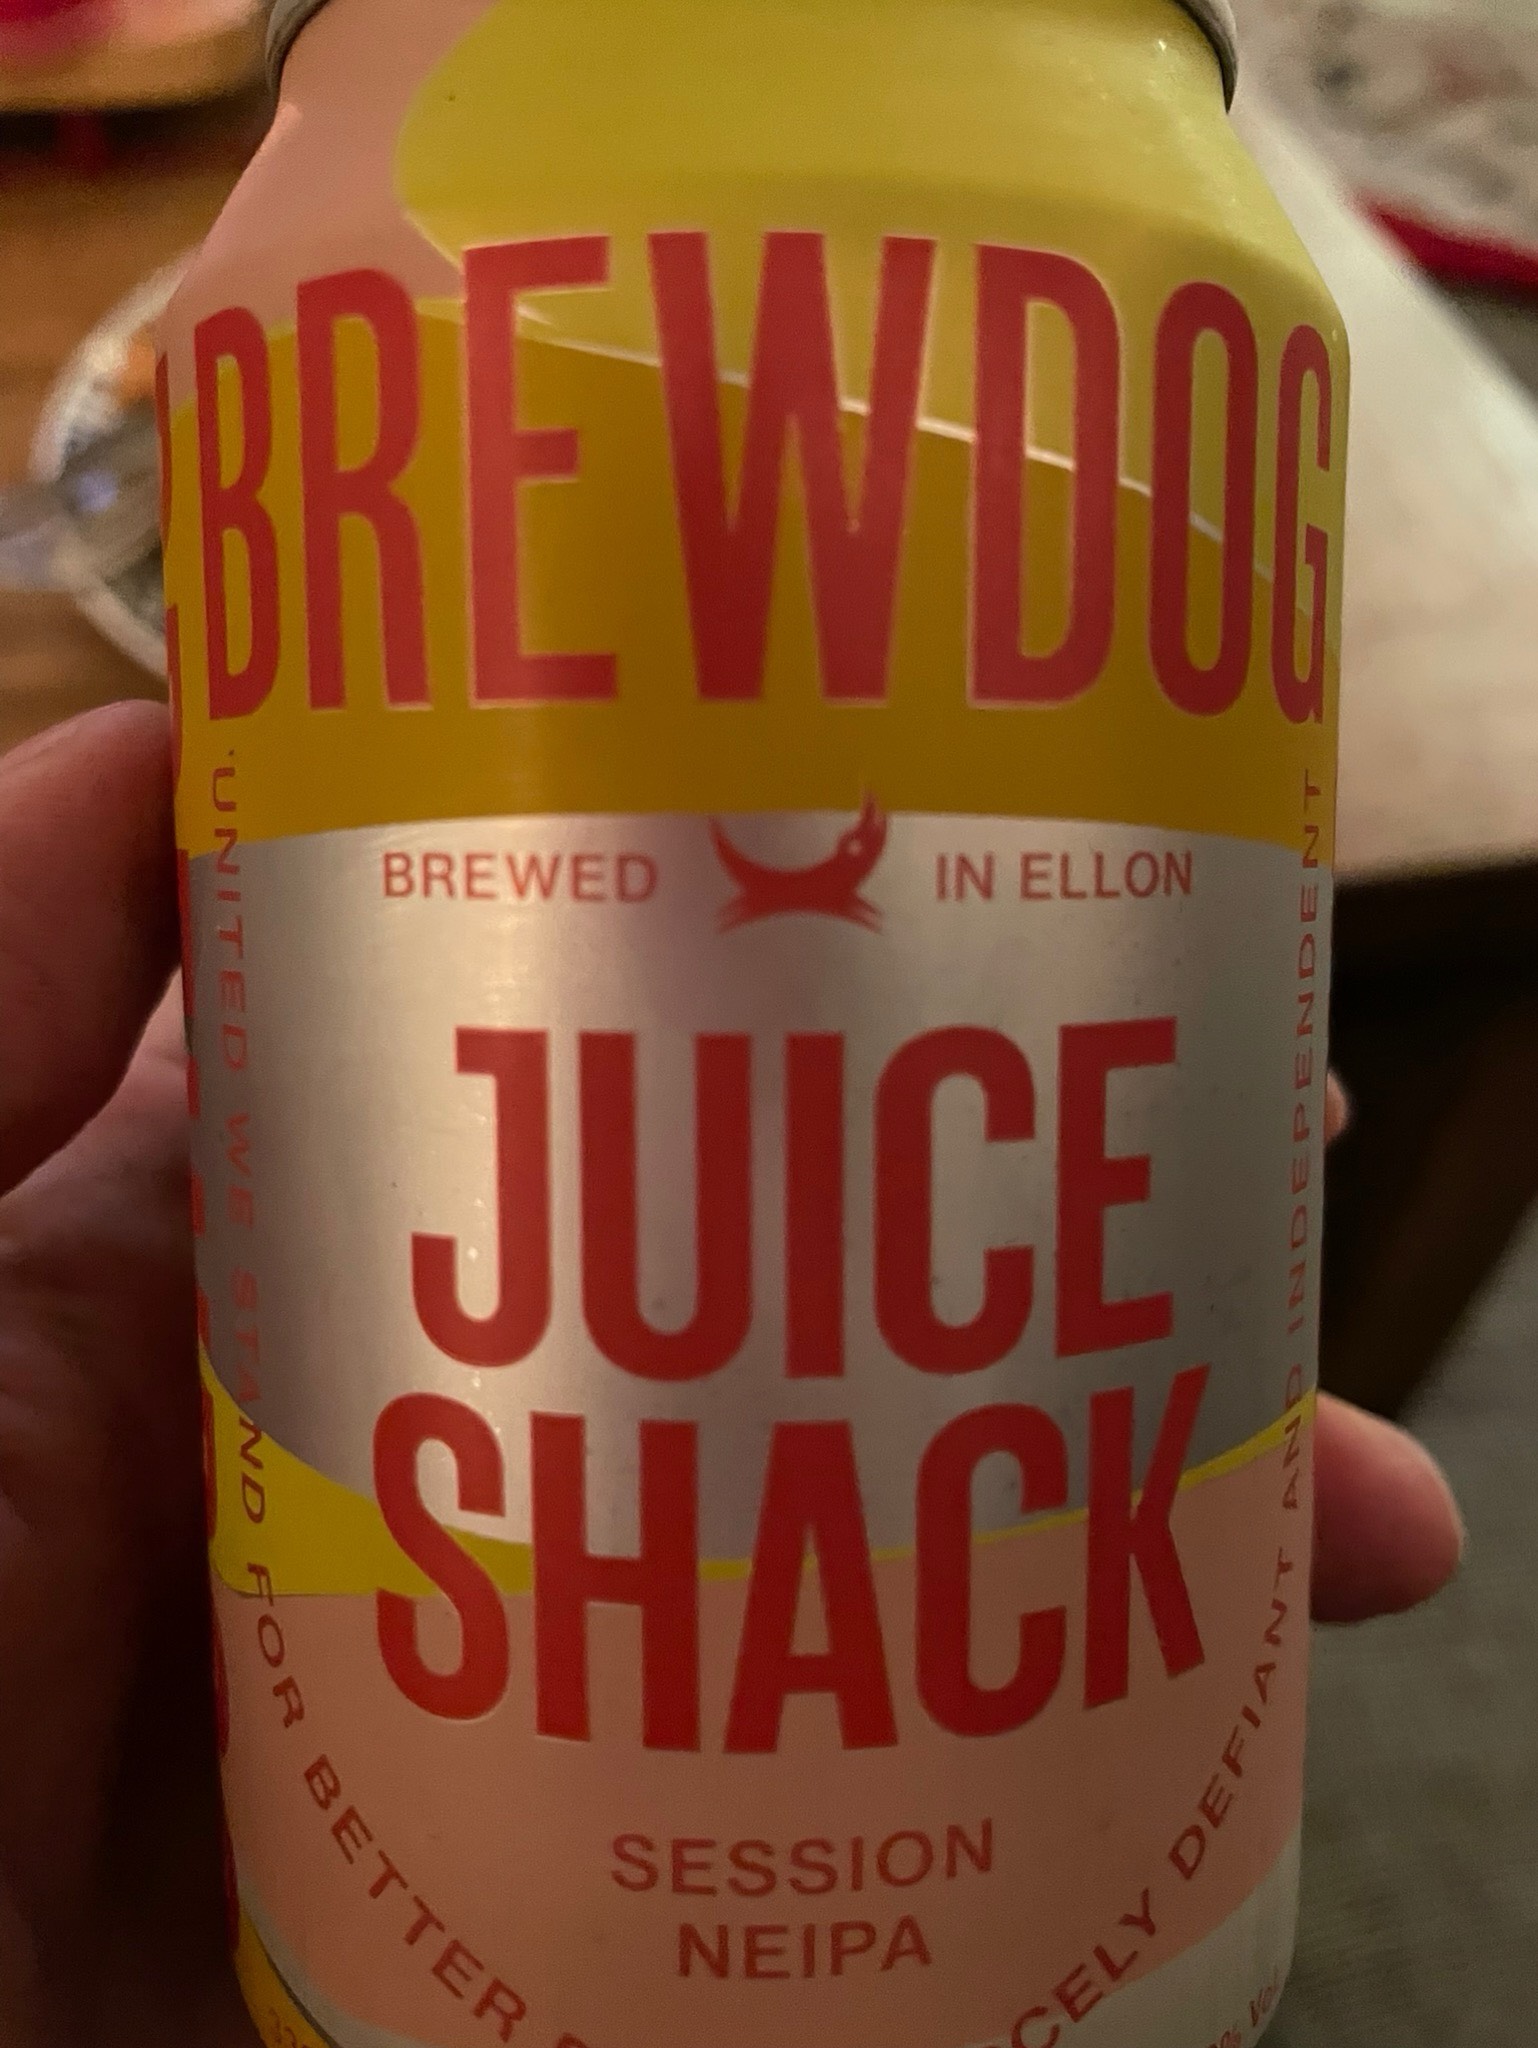 BREWDOG
BREWED IN ELLON
JUICE
SHACK
SESSION
NEIPA
UNITED WE STAND FOR BETTER
DEFIANT AND INDEPENDENT